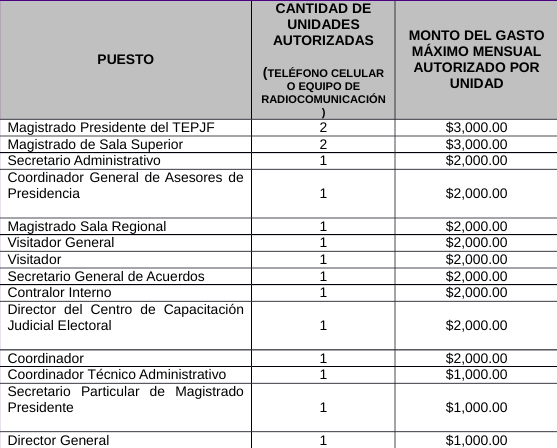 PUESTO
CANTIDAD DE
UNIDADES
AUTORIZADAS
(TELÉFONO CELULAR
O EQUIPO DE
RADIOCOMUNICACIÓN
)
MONTO DEL GASTO
MÁXIMO MENSUAL
AUTORIZADO POR
UNIDAD
Magistrado Presidente del TEPJF 2 $3,000.00
Magistrado de Sala Superior 2 $3,000.00
Secretario Administrativo 1 $2,000.00
Coordinador General de Asesores de
Presidencia 1 $2,000.00
Magistrado Sala Regional 1 $2,000.00
Visitador General 1 $2,000.00
Visitador 1 $2,000.00
Secretario General de Acuerdos 1 $2,000.00
Contralor Interno 1 $2,000.00
Director del Centro de Capacitación
Judicial Electoral 1 $2,000.00
Coordinador 1 $2,000.00
Coordinador Técnico Administrativo 1 $1,000.00
Secretario Particular de Magistrado
Presidente 1 $1,000.00
Director General 1 $1,000.00